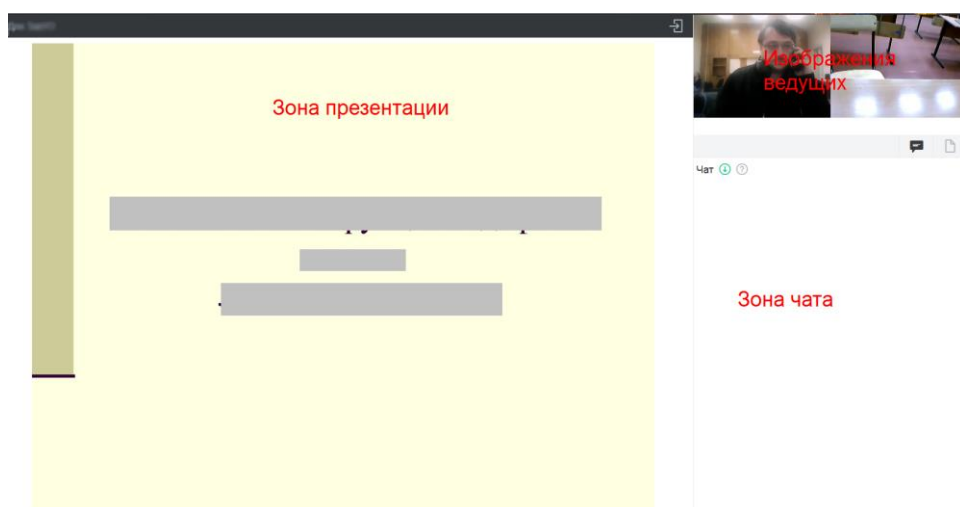 Зона презентации
Изображения
ведущих
Чат
Зона чата